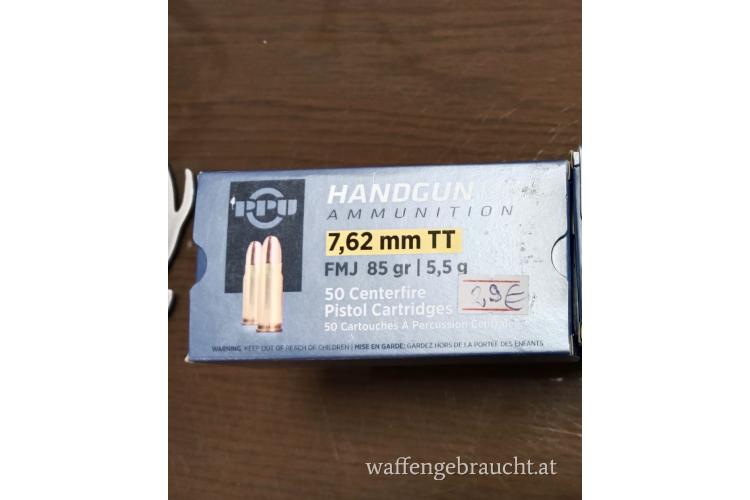 PPU
HANDGUN
AMMUNITION
7,62 mm TT
FMJ 85 gr | 5,5 g
50 Centerfire
Pistol Cartridges
50 Cartouches À Percussion
WARNING: KEEP OUT OF REACH OF CHILDREN | MISE EN GARDE: GARDEZ HORS DE LA PORTÉE DES ENFANTS
waffengebraucht.at